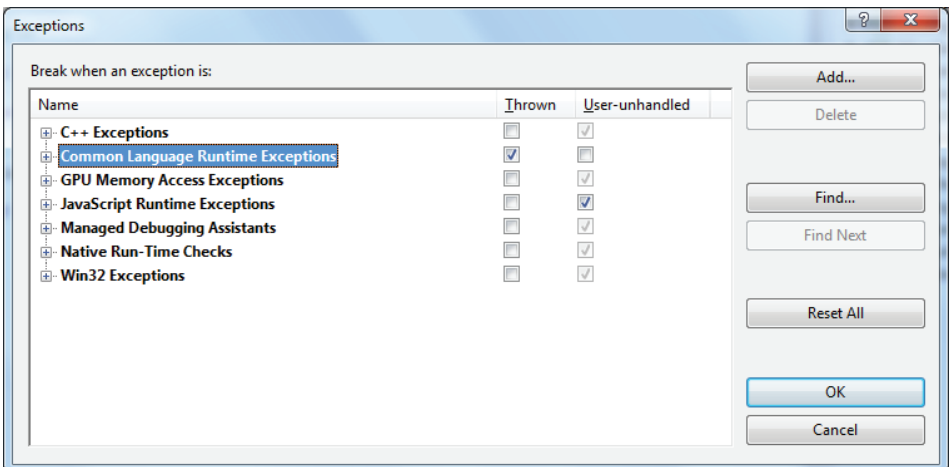 Exceptions
Break when an exception is:
Name Thrown User-unhandled
C++ Exceptions
Common Language Runtime Exceptions
GPU Memory Access Exceptions
JavaScript Runtime Exceptions
Managed Debugging Assistants
Native Run-Time Checks
Win32 Exceptions
Add...
Delete
Find...
Find Next
Reset All
OK
Cancel